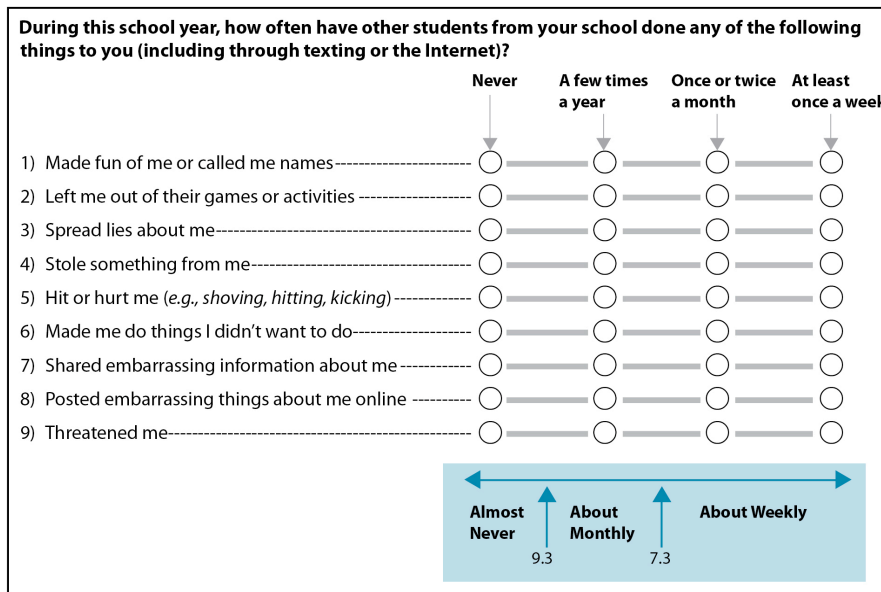 During this school year, how often have other students from your school done any of the following
things to you (including through texting or the Internet)?
Never
A few times
a year
Once or twice
a month
At least
once a week
1) Made fun of me or called me names
2) Left me out of their games or activities
3) Spread lies about me
4) Stole something from me
5) Hit or hurt me (e.g., shoving, hitting, kicking)
6) Made me do things I didn't want to do
7) Shared embarrassing information about me
8) Posted embarrassing things about me online
9) Threatened me
Almost
Never
About
Monthly
About Weekly
9.3
7.3